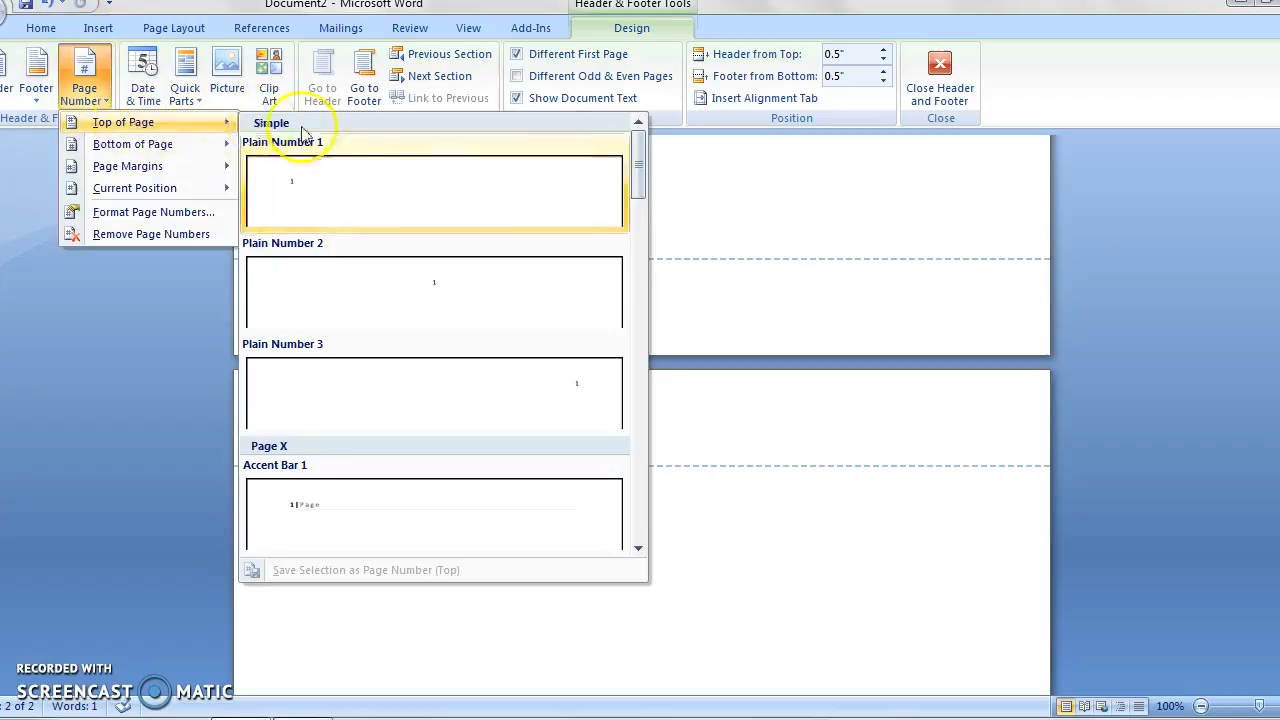 Document2 - Microsoft Word
Header & Footer Tools
Home Insert Page Layout References Mailings Review View Add-Ins Design
Footer
Page Number
Date & Time
Quick Parts
Picture
Clip Art
Go to Header
Go to Footer
Previous Section
Next Section
Link to Previous
Different First Page
Different Odd & Even Pages
Show Document Text
Header from Top: 0.5"
Footer from Bottom: 0.5"
Insert Alignment Tab
Close Header and Footer
Header & F
Position
Close
Top of Page
Bottom of Page
Page Margins
Current Position
Format Page Numbers...
Remove Page Numbers
Simple
Plain Number 1
1
Plain Number 2
1
Plain Number 3
1
Page X
Accent Bar 1
1|Page
Save Selection as Page Number (Top)
RECORDED WITH
SCREENCAST MATIC
: 2 of 2 Words: 1 100%